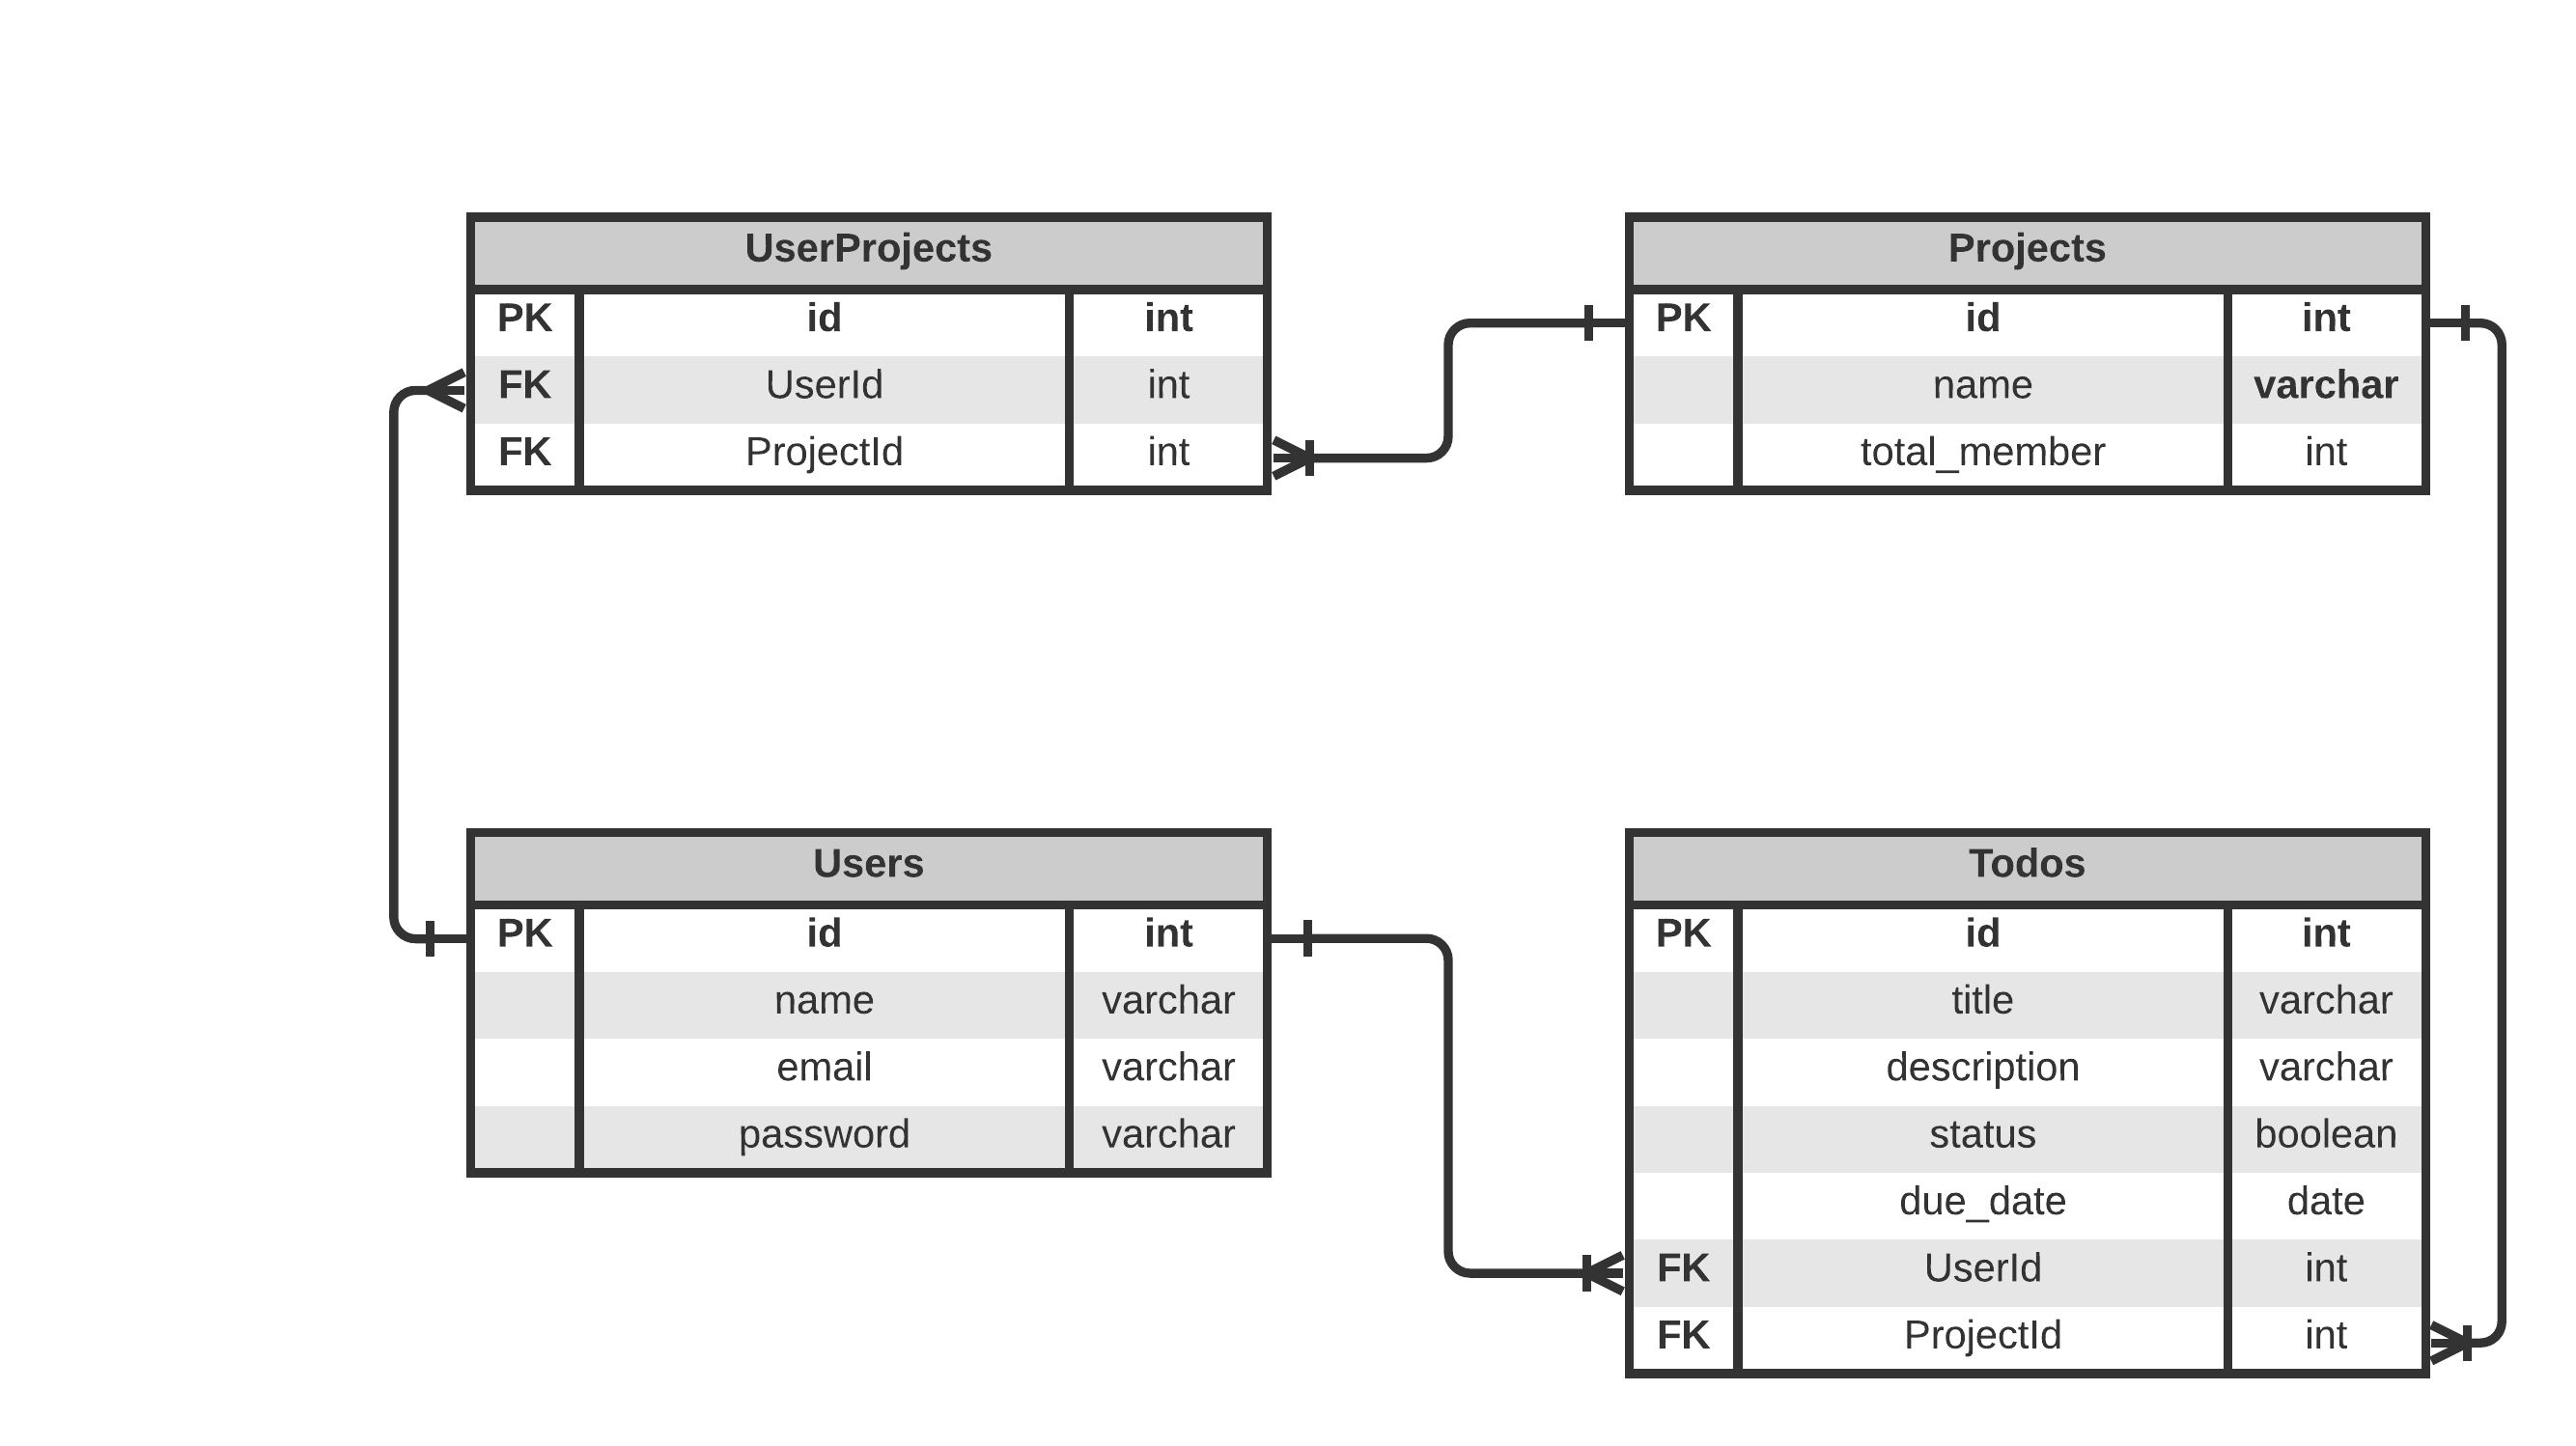 UserProjects
PK id int
FK UserId int
FK ProjectId int
Projects
PK id int
name varchar
total_member int
Users
PK id int
name varchar
email varchar
password varchar
Todos
PK id int
title varchar
description varchar
status boolean
due_date date
FK UserId int
FK ProjectId int